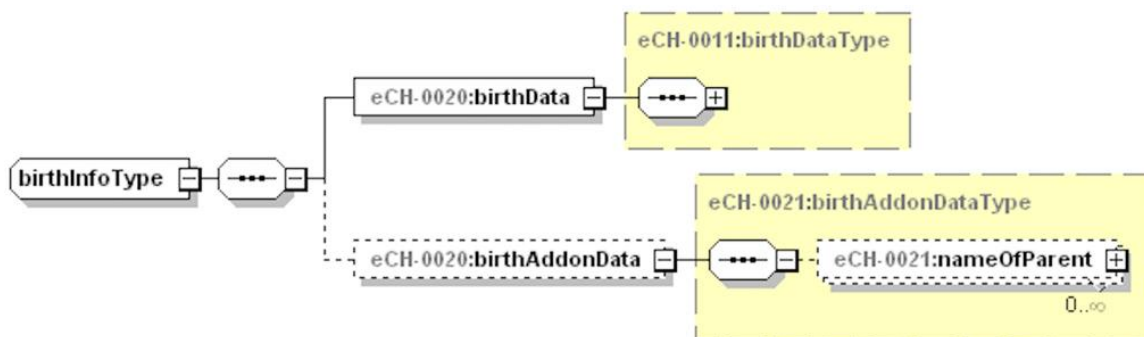 eCH-0011:birthDataType
eCH-0020:birthData
birthInfoType
eCH-0021:birthAddonDataType
eCH-0020:birthAddonData
eCH-0021:nameOfParent
0..∞